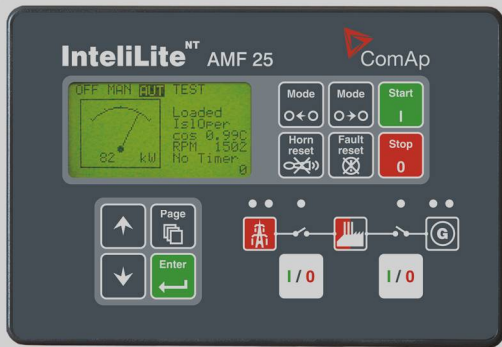 InteliLite NT AMF 25
ComAp
OFF MAN AUT TEST
Loaded
IslOper
cos 0.99C
RPM 1502
No Timer
0
82 kW
Mode
Mode
Start
I
Horn reset
Fault reset
Stop
0
Page
Enter
G
I/0
I/0